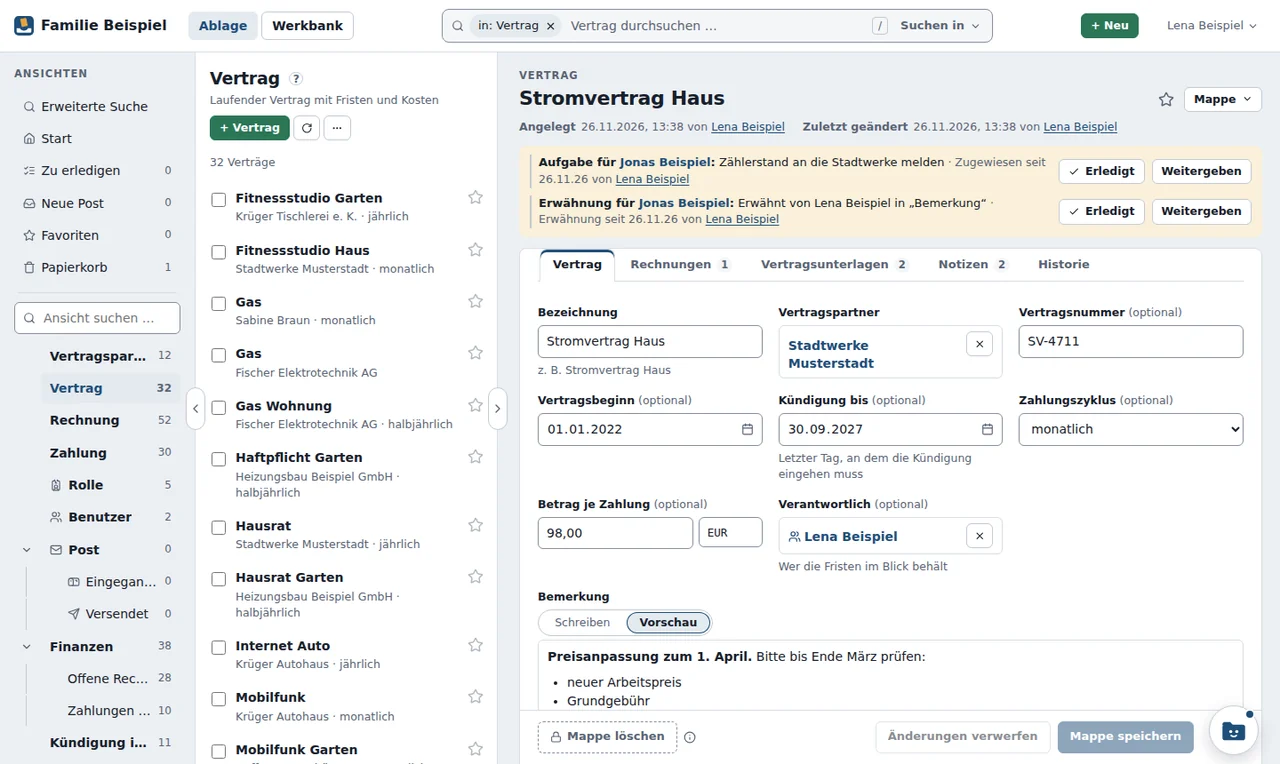 Familie Beispiel
Ablage
Werkbank
in: Vertrag ×
Vertrag durchsuchen …
/
Suchen in
+ Neu
Lena Beispiel
ANSICHTEN
Erweiterte Suche
Start
Zu erledigen 0
Neue Post 0
Favoriten 0
Papierkorb 1
Ansicht suchen …
Vertragspar… 12
Vertrag 32
Rechnung 52
Zahlung 30
Rolle 5
Benutzer 2
Post 0
Eingegan… 0
Versendet 0
Finanzen 38
Offene Rec… 28
Zahlungen … 10
Kündigung i… 11
Vertrag ?
Laufender Vertrag mit Fristen und Kosten
+ Vertrag
32 Verträge
Fitnessstudio Garten
Krüger Tischlerei e. K. · jährlich
Fitnessstudio Haus
Stadtwerke Musterstadt · monatlich
Gas
Sabine Braun · monatlich
Gas
Fischer Elektrotechnik AG
Gas Wohnung
Fischer Elektrotechnik AG · halbjährlich
Haftpflicht Garten
Heizungsbau Beispiel GmbH ·
halbjährlich
Hausrat
Stadtwerke Musterstadt · jährlich
Hausrat Garten
Heizungsbau Beispiel GmbH ·
halbjährlich
Internet Auto
Krüger Autohaus · jährlich
Mobilfunk
Krüger Autohaus · monatlich
Mobilfunk Garten
VERTRAG
Stromvertrag Haus
Mappe
Angelegt 26.11.2026, 13:38 von Lena Beispiel Zuletzt geändert 26.11.2026, 13:38 von Lena Beispiel
Aufgabe für Jonas Beispiel: Zählerstand an die Stadtwerke melden · Zugewiesen seit
26.11.26 von Lena Beispiel
Erledigt
Weitergeben
Erwähnung für Jonas Beispiel: Erwähnt von Lena Beispiel in „Bemerkung“ ·
Erwähnung seit 26.11.26 von Lena Beispiel
Erledigt
Weitergeben
Vertrag
Rechnungen 1
Vertragsunterlagen 2
Notizen 2
Historie
Bezeichnung
Stromvertrag Haus
z. B. Stromvertrag Haus
Vertragspartner
Stadtwerke
Musterstadt
Vertragsnummer (optional)
SV-4711
Vertragsbeginn (optional)
01.01.2022
Kündigung bis (optional)
30.09.2027
Letzter Tag, an dem die Kündigung
eingehen muss
Zahlungszyklus (optional)
monatlich
Betrag je Zahlung (optional)
98,00
EUR
Verantwortlich (optional)
Lena Beispiel
Wer die Fristen im Blick behält
Bemerkung
Schreiben
Vorschau
Preisanpassung zum 1. April. Bitte bis Ende März prüfen:
• neuer Arbeitspreis
• Grundgebühr
Mappe löschen
Änderungen verwerfen
Mappe speichern